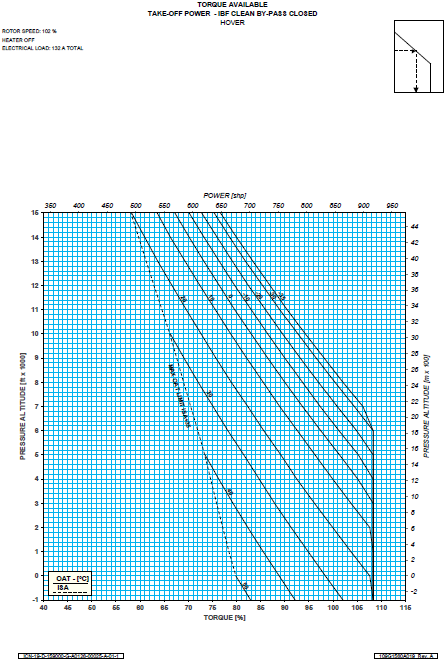 TORQUE AVAILABLE
TAKE-OFF POWER - IBF CLEAN BY-PASS CLOSED
HOVER
ROTOR SPEED: 102 %
HEATER OFF
ELECTRICAL LOAD: 132 A TOTAL
POWER [shp]
350 400 450 500 550 600 650 700 750 800 850 900 950
PRESSURE ALTITUDE [ft x 1000]
15 14 13 12 11 10 9 8 7 6 5 4 3 2 1 0 -1
PRESSURE ALTITUDE [m x 100]
44 42 40 38 36 34 32 30 28 26 24 22 20 18 16 14 12 10 8 6 4 2 0 -2
OAT - [°C]
ISA
40 45 50 55 60 65 70 75 80 85 90 95 100 105 110 115
TORQUE [%]